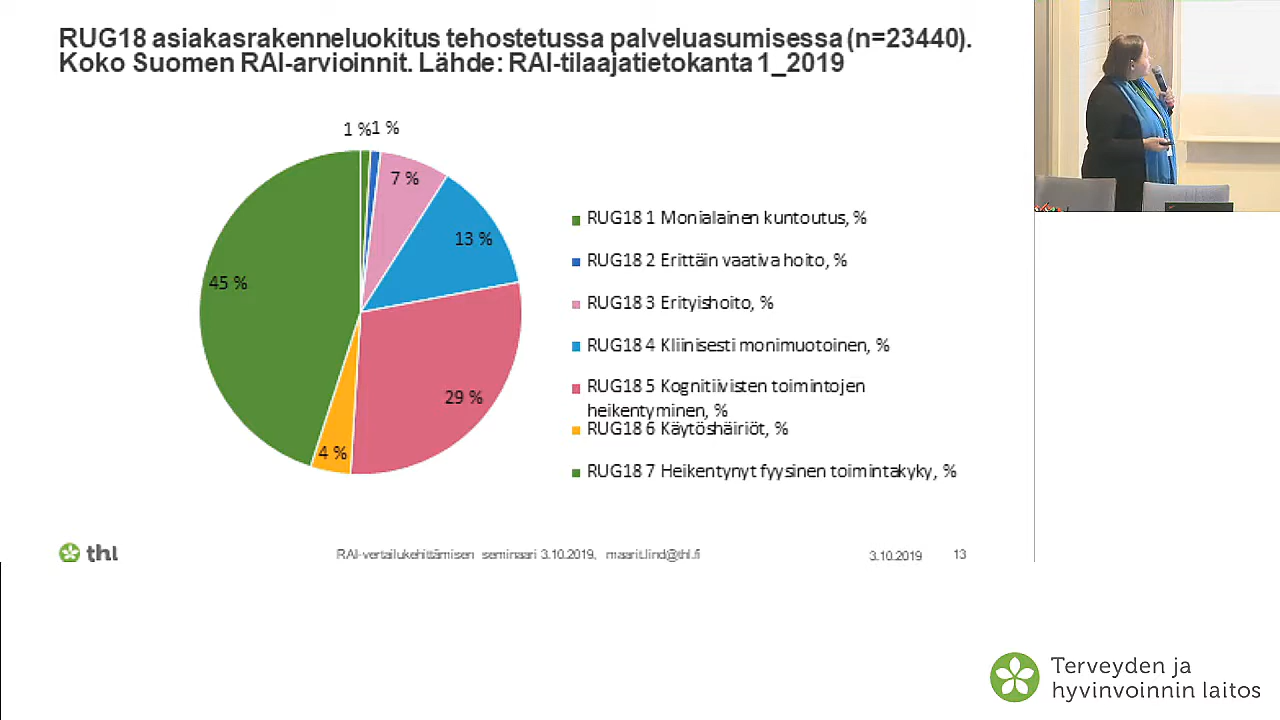 RUG18 asiakasrakenneluokitus tehostetussa palveluasumisessa (n=23440).
Koko Suomen RAI-arvioinnit. Lähde: RAI-tilaajatietokanta 1_2019
1 %
1 %
7 %
13 %
45 %
29 %
4 %
RUG18 1 Monialainen kuntoutus, %
RUG18 2 Erittäin vaativa hoito, %
RUG18 3 Erityishoito, %
RUG18 4 Kliinisesti monimuotoinen, %
RUG18 5 Kognitiivisten toimintojen
heikentyminen, %
RUG18 6 Käytöshäiriöt, %
RUG18 7 Heikentynyt fyysinen toimintakyky, %
thl
RAI-vertailukehittämisen seminaari 3.10.2019, maarit.lind@thl.fi
3.10.2019
13
Terveyden ja
hyvinvoinnin laitos